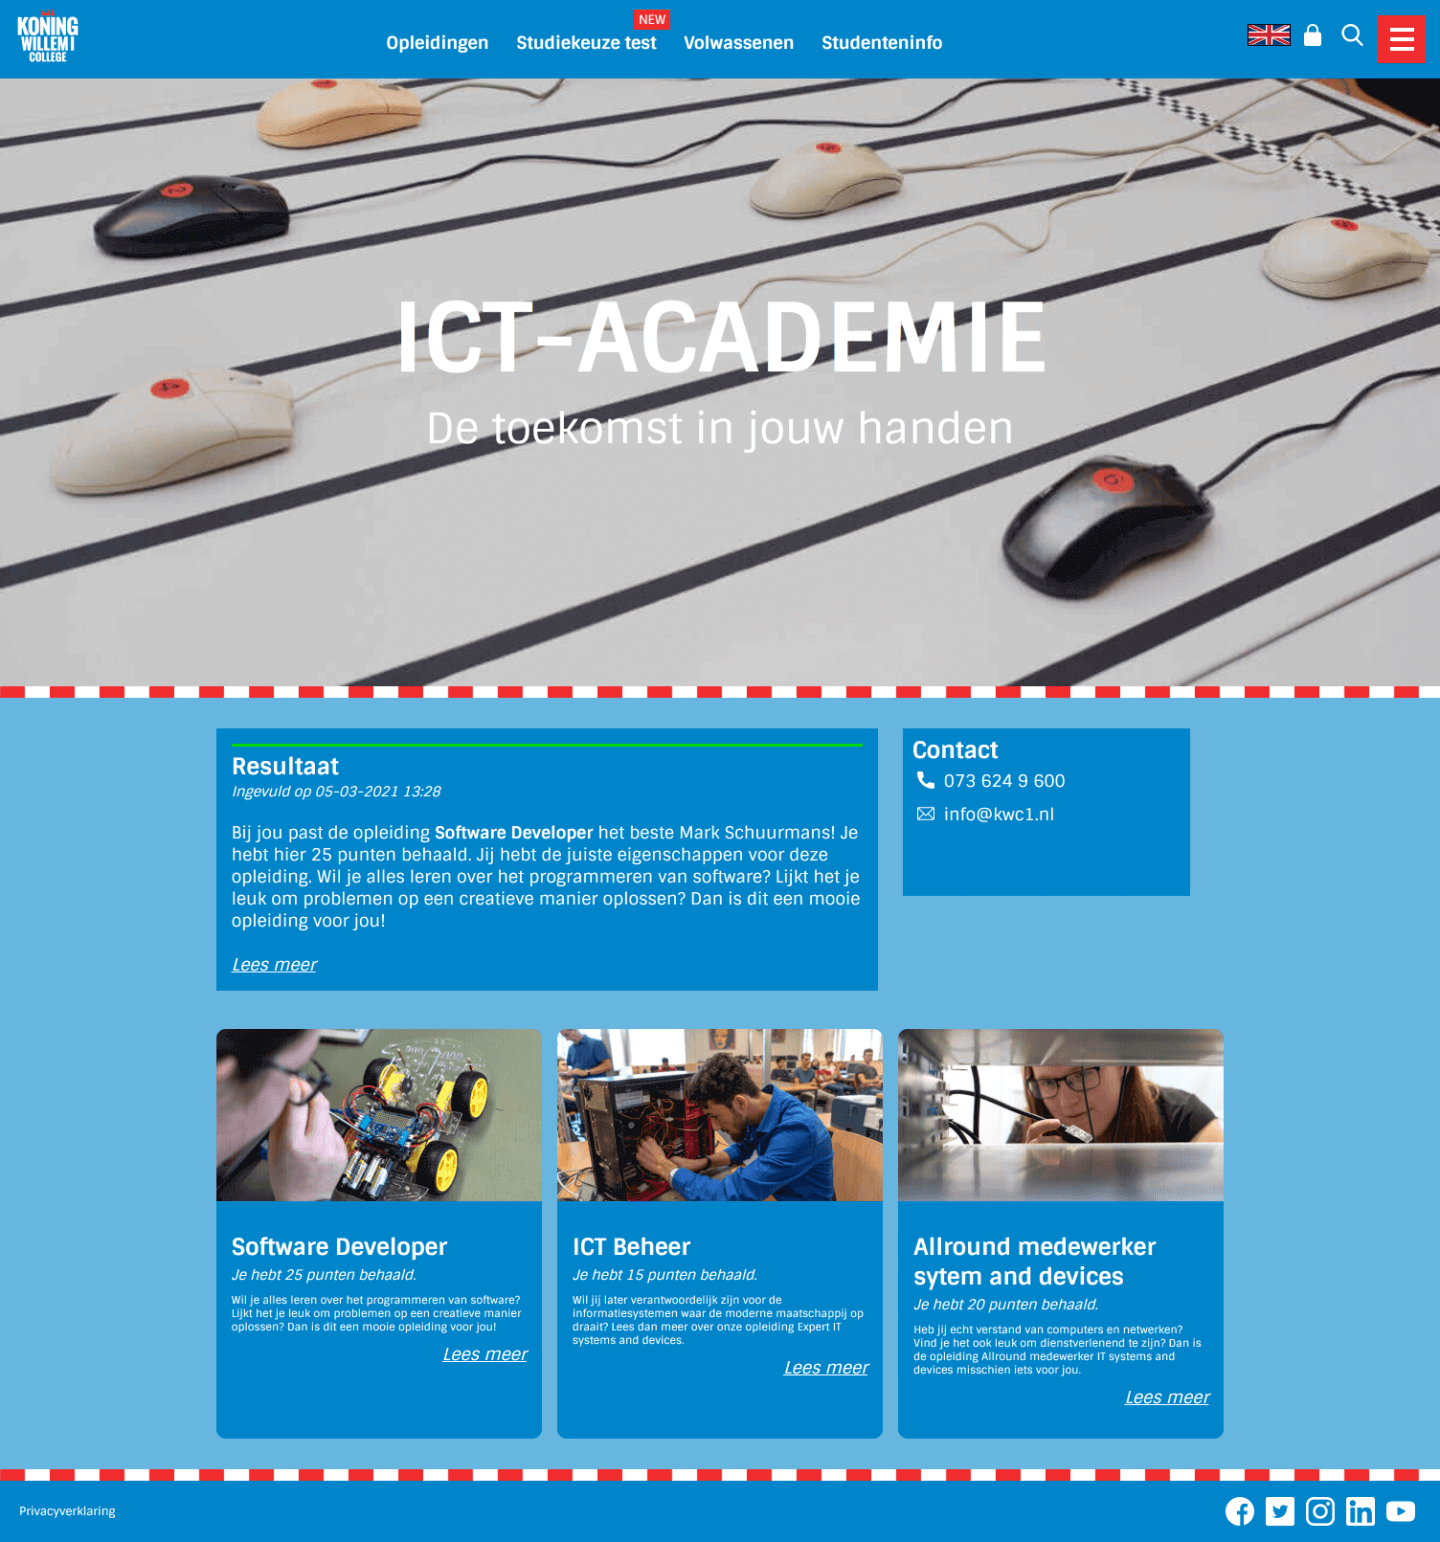 KONING
WILLEM I
COLLEGE
Opleidingen
Studiekeuze test
NEW
Volwassenen
Studenteninfo
ICT-ACADEMIE
De toekomst in jouw handen
Resultaat
Ingevuld op 05-03-2021 13:28
Bij jou past de opleiding Software Developer het beste Mark Schuurmans! Je
hebt hier 25 punten behaald. Jij hebt de juiste eigenschappen voor deze
opleiding. Wil je alles leren over het programmeren van software? Lijkt het je
leuk om problemen op een creatieve manier oplossen? Dan is dit een mooie
opleiding voor jou!
Lees meer
Contact
073 624 9 600
info@kwc1.nl
Software Developer
Je hebt 25 punten behaald.
Wil je alles leren over het programmeren van software?
Lijkt het je leuk om problemen op een creatieve manier
oplossen? Dan is dit een mooie opleiding voor jou!
Lees meer
ICT Beheer
Je hebt 15 punten behaald.
Wil jij later verantwoordelijk zijn voor de
informatiesystemen waar de moderne maatschappij op
draait? Lees dan meer over onze opleiding Expert IT
systems and devices.
Lees meer
Allround medewerker
sytem and devices
Je hebt 20 punten behaald.
Heb jij echt verstand van computers en netwerken?
Vind je het ook leuk om dienstverlenend te zijn? Dan is
de opleiding Allround medewerker IT systems and
devices misschien iets voor jou.
Lees meer
Privacyverklaring